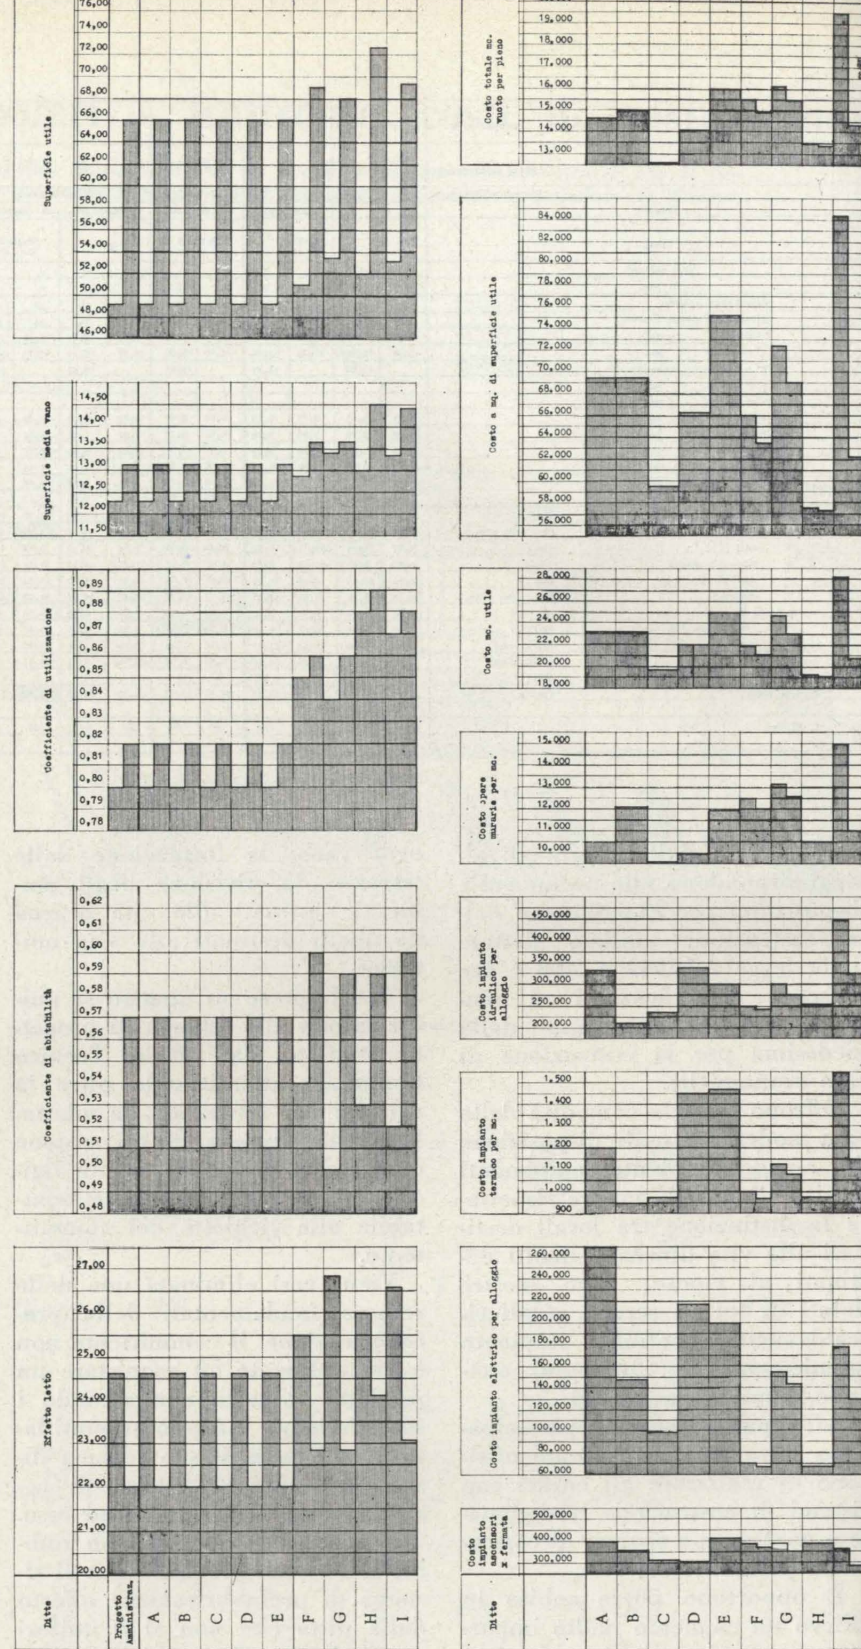 76,00
74,00
72,00
70,00
68,00
66,00
64,00
62,00
60,00
58,00
56,00
54,00
52,00
50,00
48,00
46,00
Superficie utile
14,50
14,00
13,50
13,00
12,50
12,00
11,50
Superficie media vano
0,89
0,88
0,87
0,86
0,85
0,84
0,83
0,82
0,81
0,80
0,79
0,78
Coefficiente di utilizzazione
0,62
0,61
0,60
0,59
0,58
0,57
0,56
0,55
0,54
0,53
0,52
0,51
0,50
0,49
0,48
Coefficiente di abitabilità
27,00
26,00
25,00
24,00
23,00
22,00
21,00
20,00
Effetto letto
Ditte
Progetto
Amministraz.
A
B
C
D
E
F
G
H
I
19.000
18.000
17.000
16.000
15.000
14.000
13.000
Costo totale mc.
vuoto per pieno
84.000
82.000
80.000
78.000
76.000
74.000
72.000
70.000
68.000
66.000
64.000
62.000
60.000
58.000
56.000
Costo a mq. di superficie utile
28.000
26.000
24.000
22.000
20.000
18.000
Costo mc. utile
15.000
14.000
13.000
12.000
11.000
10.000
Costo opere
murarie per mc.
450.000
400.000
350.000
300.000
250.000
200.000
Costo impianto
idraulico per
alloggio
1.500
1.400
1.300
1.200
1.100
1.000
900
Costo impianto
termico per mc.
260.000
240.000
220.000
200.000
180.000
160.000
140.000
120.000
100.000
80.000
60.000
Costo impianto elettrico per alloggio
500.000
400.000
300.000
Costo
impianto
ascensori
x fermata
Ditte
A
B
C
D
E
F
G
H
I